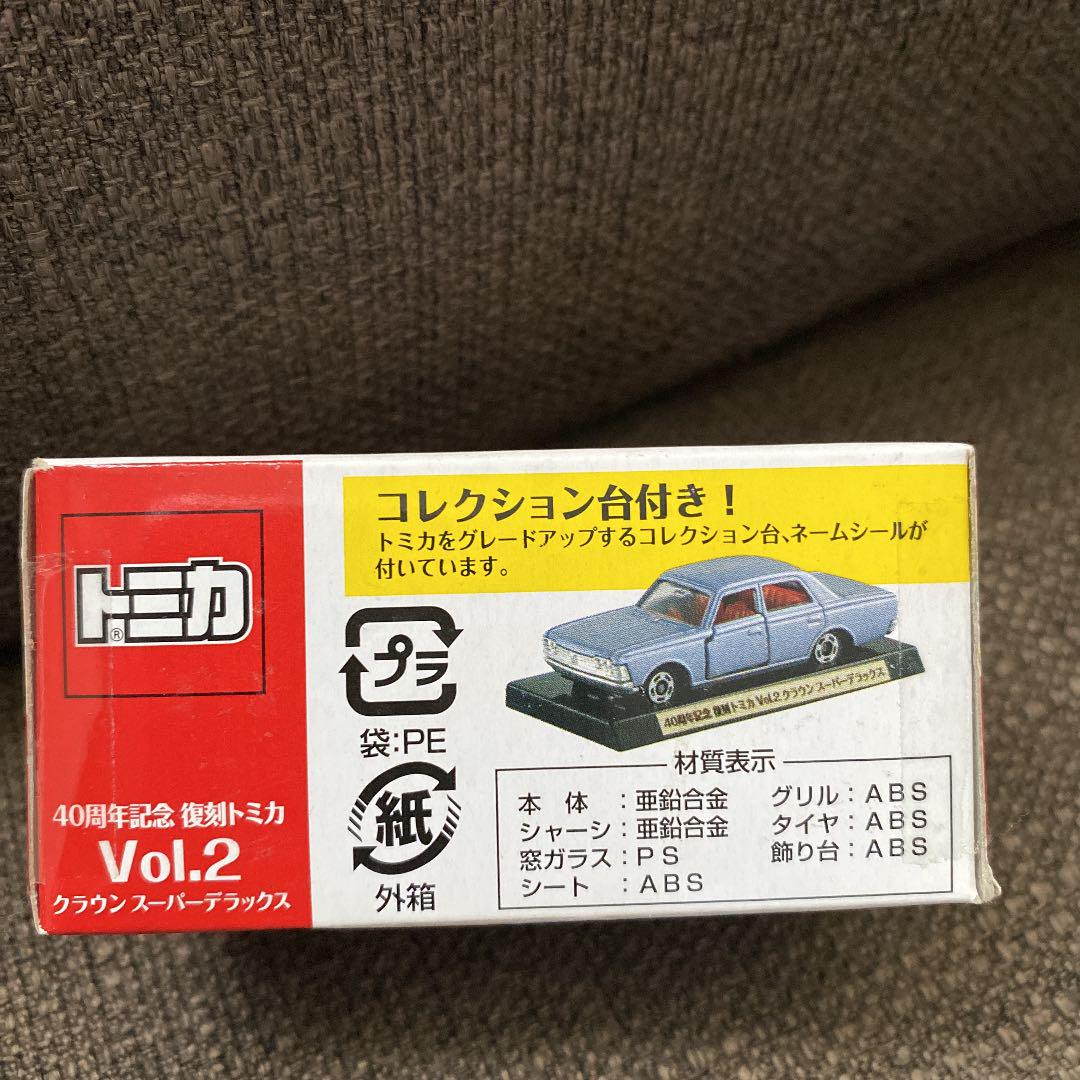 トミカ®
40周年記念 復刻トミカ
Vol.2
クラウン スーパーデラックス
コレクション台付き！
トミカをグレードアップするコレクション台、ネームシールが
付いています。
プラ
袋:PE
紙
外箱
40周年記念 復刻トミカ Vol.2 クラウン スーパーデラックス
材質表示
本体：亜鉛合金 グリル：ABS
シャーシ：亜鉛合金 タイヤ：ABS
窓ガラス：PS 飾り台：ABS
シート：ABS